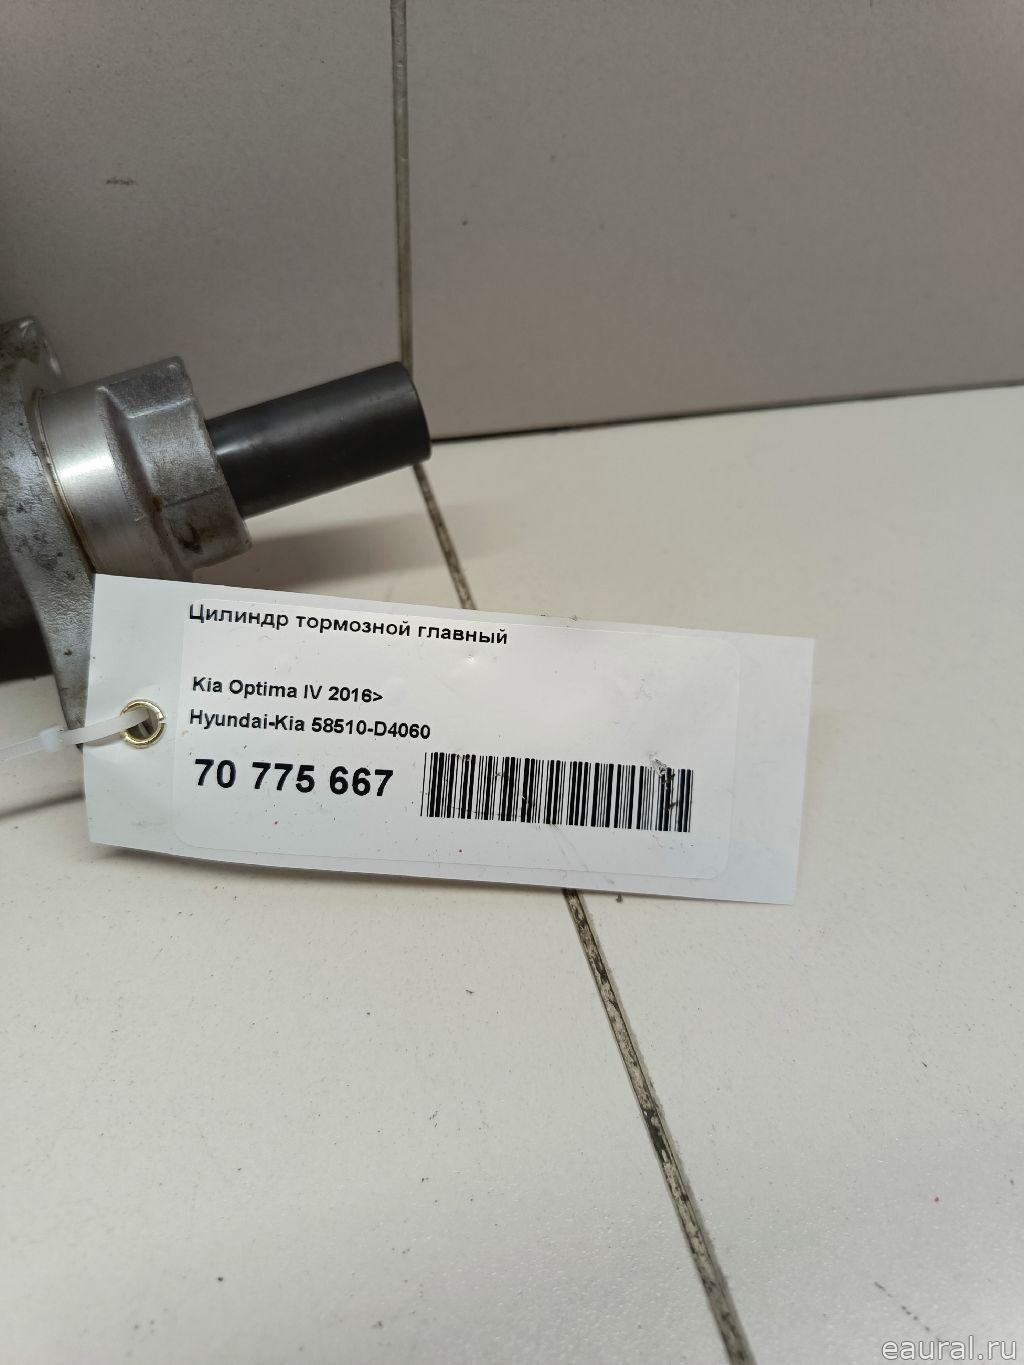 Цилиндр тормозной главный
Kia Optima IV 2016>
Hyundai-Kia 58510-D4060
70 775 667
eaural.ru